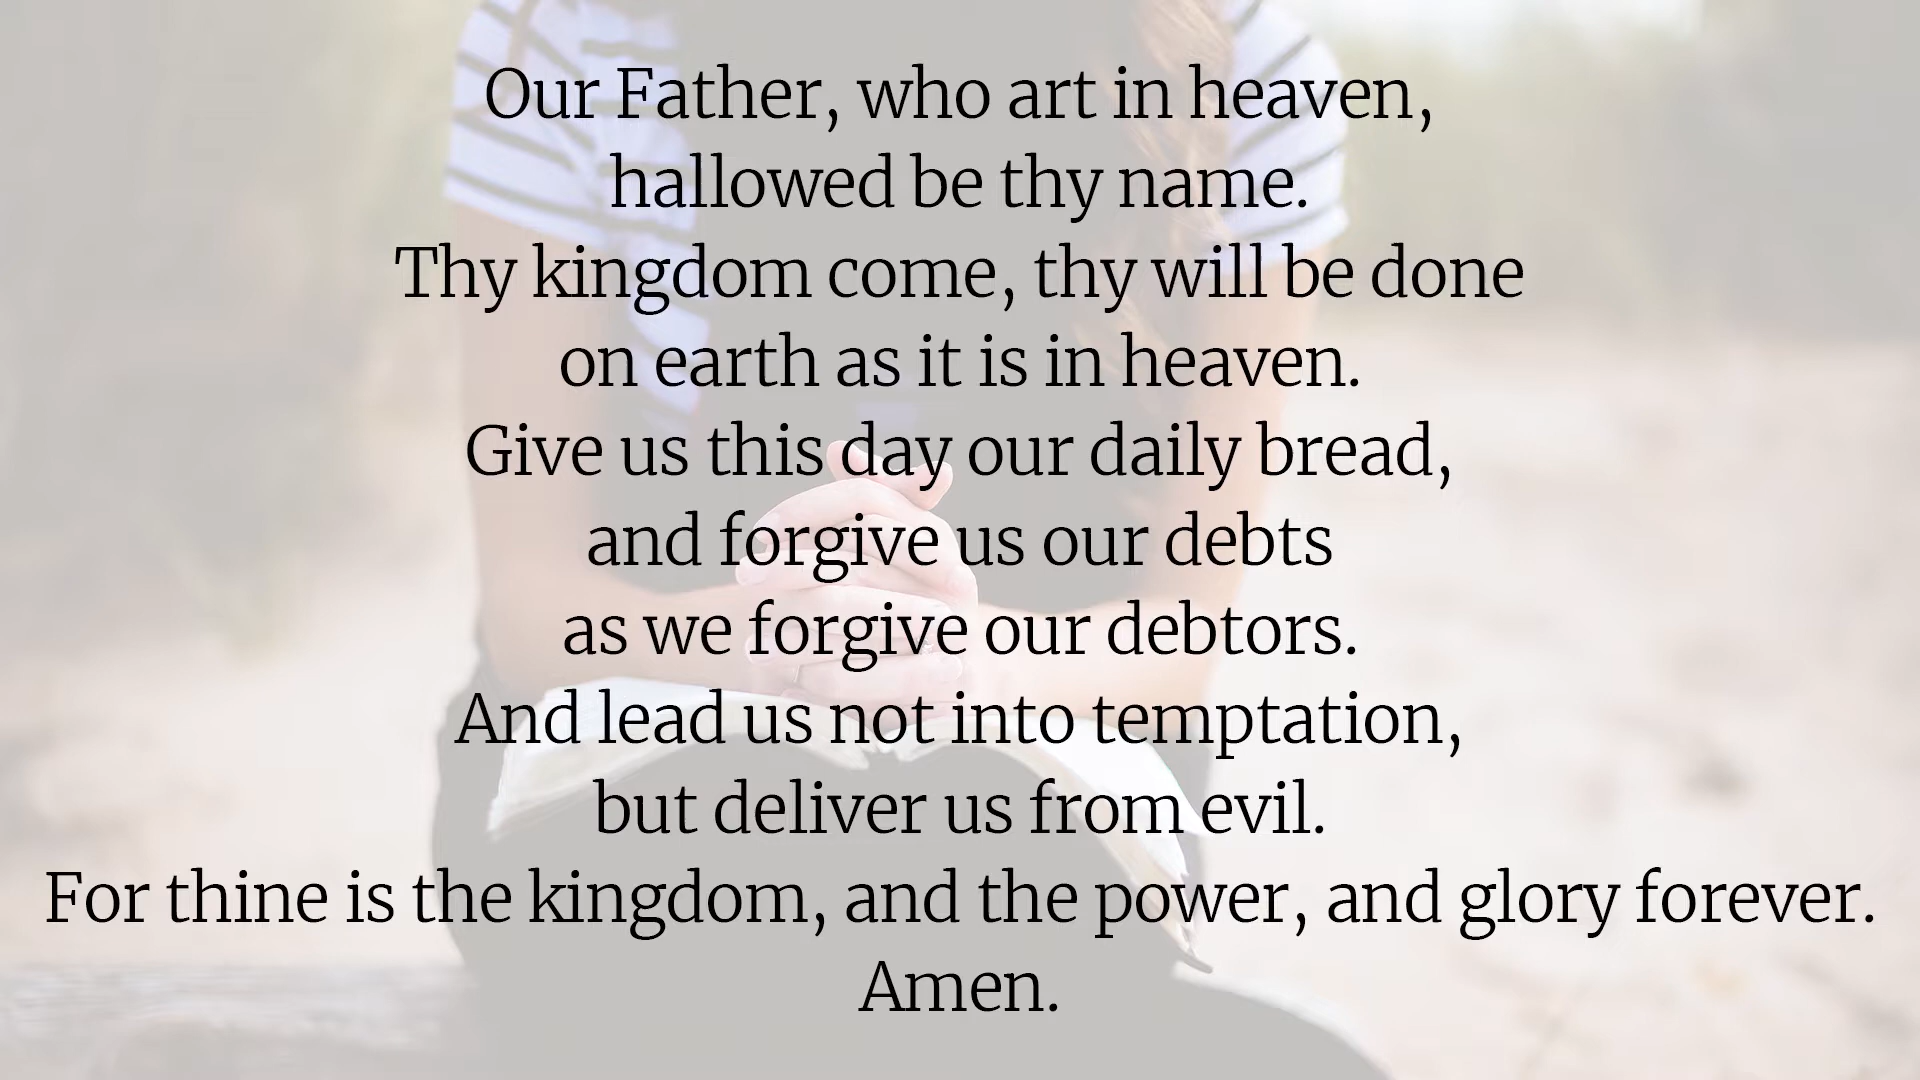 Our Father, who art in heaven,
hallowed be thy name.
Thy kingdom come, thy will be done
on earth as it is in heaven.
Give us this day our daily bread,
and forgive us our debts
as we forgive our debtors.
And lead us not into temptation,
but deliver us from evil.
For thine is the kingdom, and the power, and glory forever.
Amen.